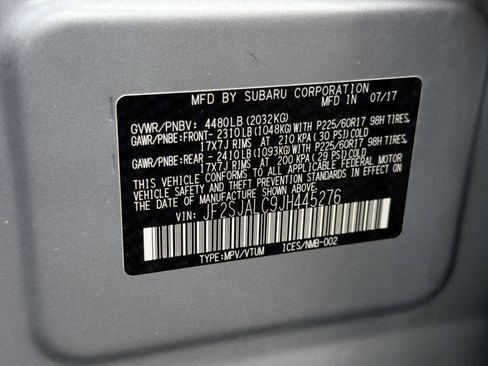 MFD BY SUBARU CORPORATION
MFD IN 07/17
GVWR/PNBV: 4480LB (2032KG)
GAWR/PNBE:FRONT- 2310LB (1048KG) WITH P225/60R17 98H TIRES,
17X7J RIMS AT 210 KPA (30 PSI) COLD
GAWR/PNBE:REAR - 2410LB (1093KG) WITH P225/60R17 98H TIRES,
17X7J RIMS AT 200 KPA (29 PSI) COLD
THIS VEHICLE CONFORMS TO ALL APPLICABLE FEDERAL MOTOR
VEHICLE SAFETY STANDARDS IN EFFECT ON THE
DATE OF MANUFACTURE SHOWN ABOVE.
VIN: JF2SJALC9JH445276
TYPE:MPV/VTUM ICES/NMB-002